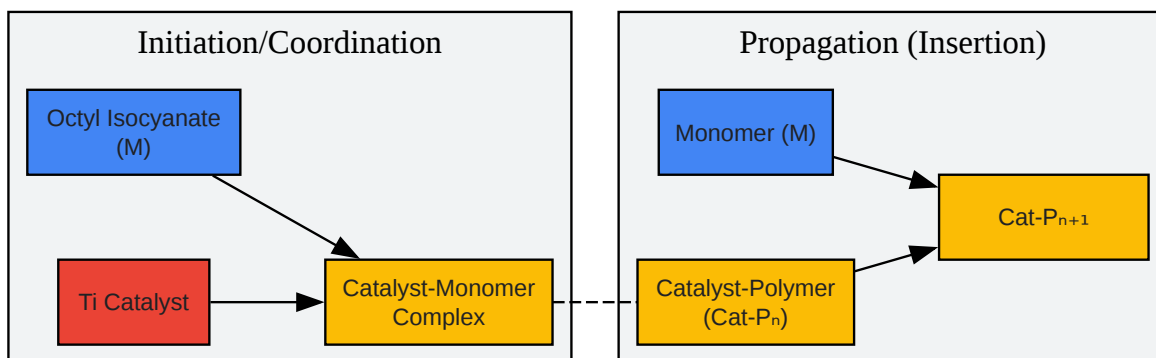 Initiation/Coordination
Octyl Isocyanate
(M)
Ti Catalyst
Catalyst-Monomer
Complex
Propagation (Insertion)
Monomer (M)
Catalyst-Polymer
(Cat-Pₙ)
Cat-Pₙ₊₁